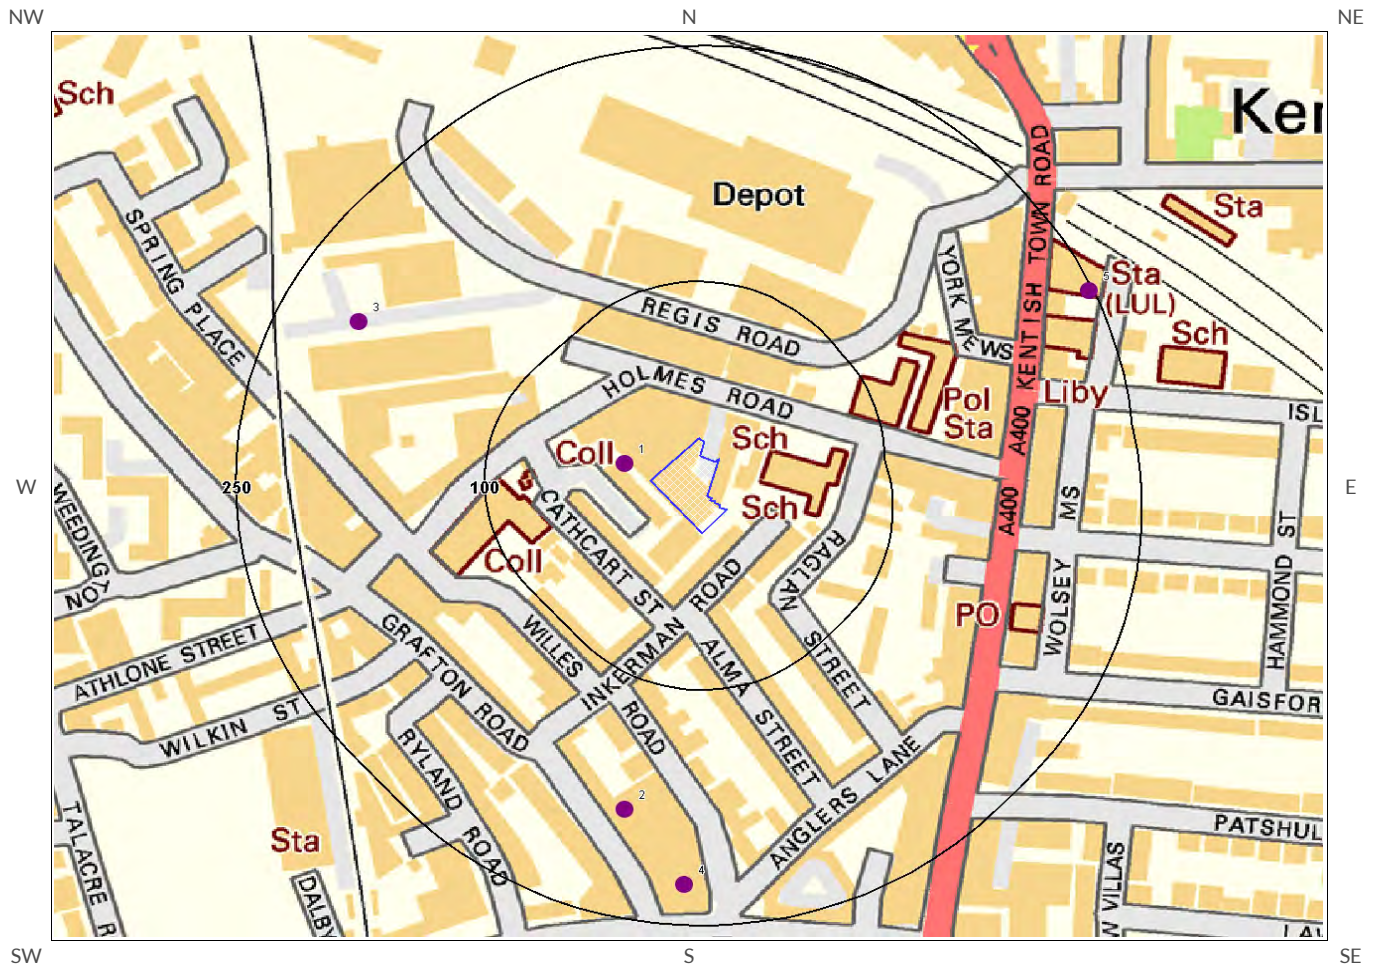 NW
N
NE
Sch
Ken
Depot
Sta
SPRING PLACE
KENTISH TOWN ROAD
YORK MEWS
Sta
(LUL)
5
3
REGIS ROAD
Sch
HOLMES ROAD
Pol
Sta
Liby
A400
ISL
Coll
1
Sch
W
250
100
Sch
A400
E
CATHCART ST
Coll
RAGLAN STREET
WOLSEY MS
HAMMOND ST
PO
ATHLONE STREET
GRAFTON ROAD
WILLES ROAD
INKERMAN ROAD
ALMA STREET
GAISFOR
WILKIN ST
RYLAND ROAD
ANGLERS LANE
2
TALACRE R
Sta
PATSHUL
4
DALBY
W VILLAS
SW
S
SE